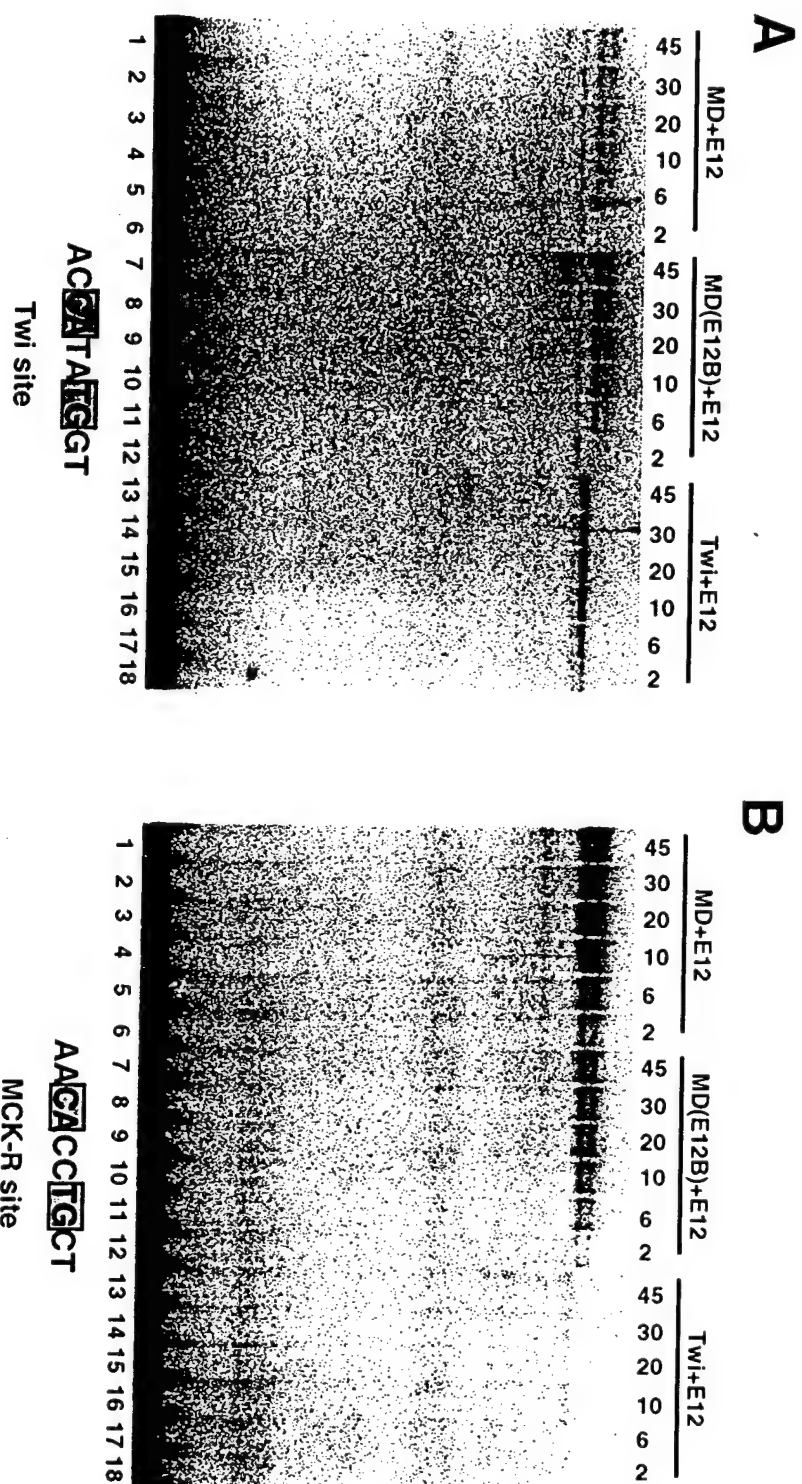 A
MD+E12 MD(E12B)+E12 Twi+E12
45 30 20 10 6 2 45 30 20 10 6 2 45 30 20 10 6 2
1 2 3 4 5 6 7 8 9 10 11 12 13 14 15 16 17 18
ACCATATGGT
Twi site
B
MD+E12 MD(E12B)+E12 Twi+E12
45 30 20 10 6 2 45 30 20 10 6 2 45 30 20 10 6 2
1 2 3 4 5 6 7 8 9 10 11 12 13 14 15 16 17 18
AACACCTGCT
MCK-R site